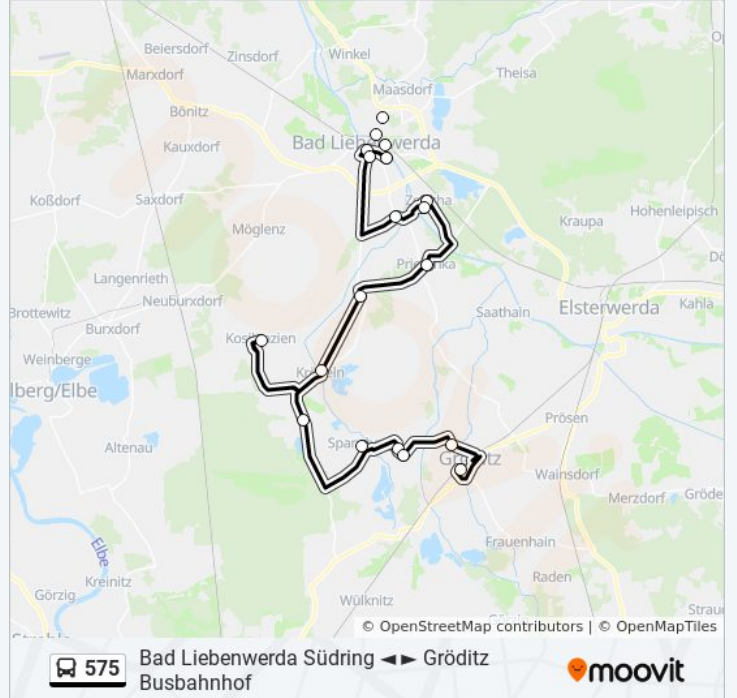 Beiersdorf
Winkel
Zinsdorf
Marxdorf
Theisa
Maasdorf
Bönitz
Bad Liebenwerda
Kauxdorf
Koßdorf
Saxdorf
Hohenleipisch
Kraupa
Möglenz
Langenrieth
Neuburxdorf
Elsterwerda
Kahla
Brottewitz
Saathain
Burxdorf
Weinberge
lberg/Elbe
Prösen
Altenau
Gröditz
Wainsdorf
Merzdorf
Gröde
Frauenhain
Elbe
Kreinitz
Raden
Görzig
Wülknitz
Strau
© OpenStreetMap contributors | © OpenMapTiles
575
Bad Liebenwerda Südring ◄► Gröditz
Busbahnhof
moovit